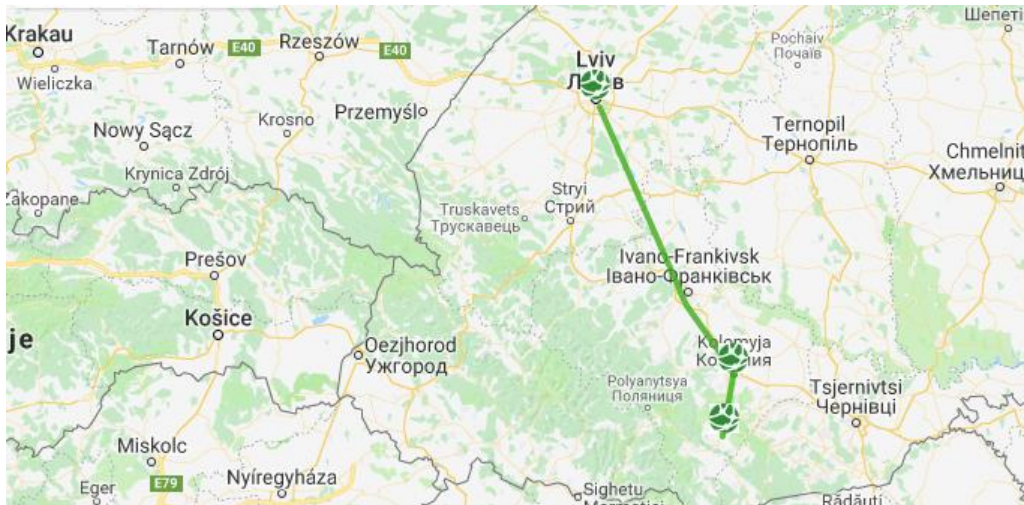 Krakau
Wieliczka
Tarnów
E40
Rzeszów
E40
Lviv
Pochaiv
Почаїв
Шепеті
Nowy Sącz
Krosno
Przemyśl
Ternopil
Тернопіль
Chmelnit
Хмельниц
Krynica Zdrój
Zakopane
Truskavets
Трускавець
Stryi
Стрий
Prešov
Ivano-Frankivsk
Івано-Франківськ
Košice
je
Oezjhorod
Ужгород
Kolomyja
Polyanytsya
Поляниця
Tsjernivtsi
Чернівці
Miskolc
E79
Eger
Nyíregyháza
Sighetu
Rădăuți